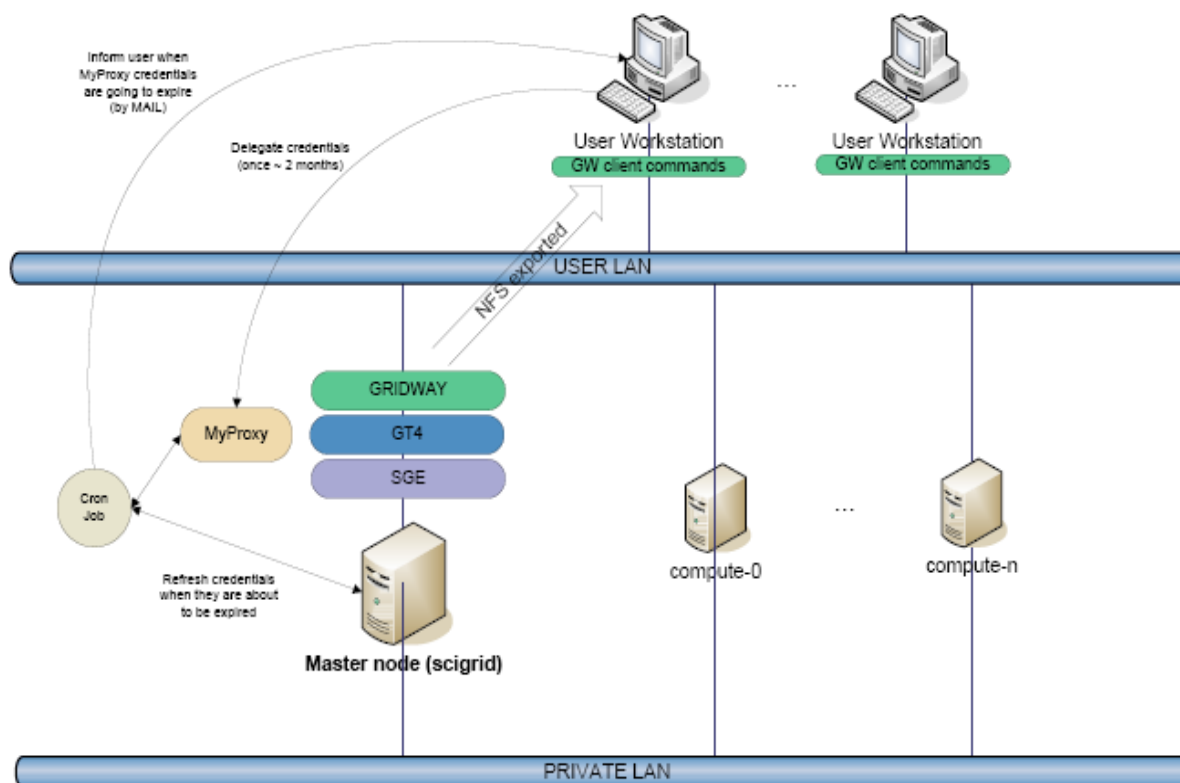 Inform user when
MyProxy credentials
are going to expire
(by MAIL)
Delegate credentials
(once ~ 2 months)
...
User Workstation
GW client commands
User Workstation
GW client commands
NFS exported
USER LAN
GRIDWAY
GT4
SGE
MyProxy
Cron
Job
Refresh credentials
when they are about
to be expired
Master node (scigrid)
compute-0
...
compute-n
PRIVATE LAN